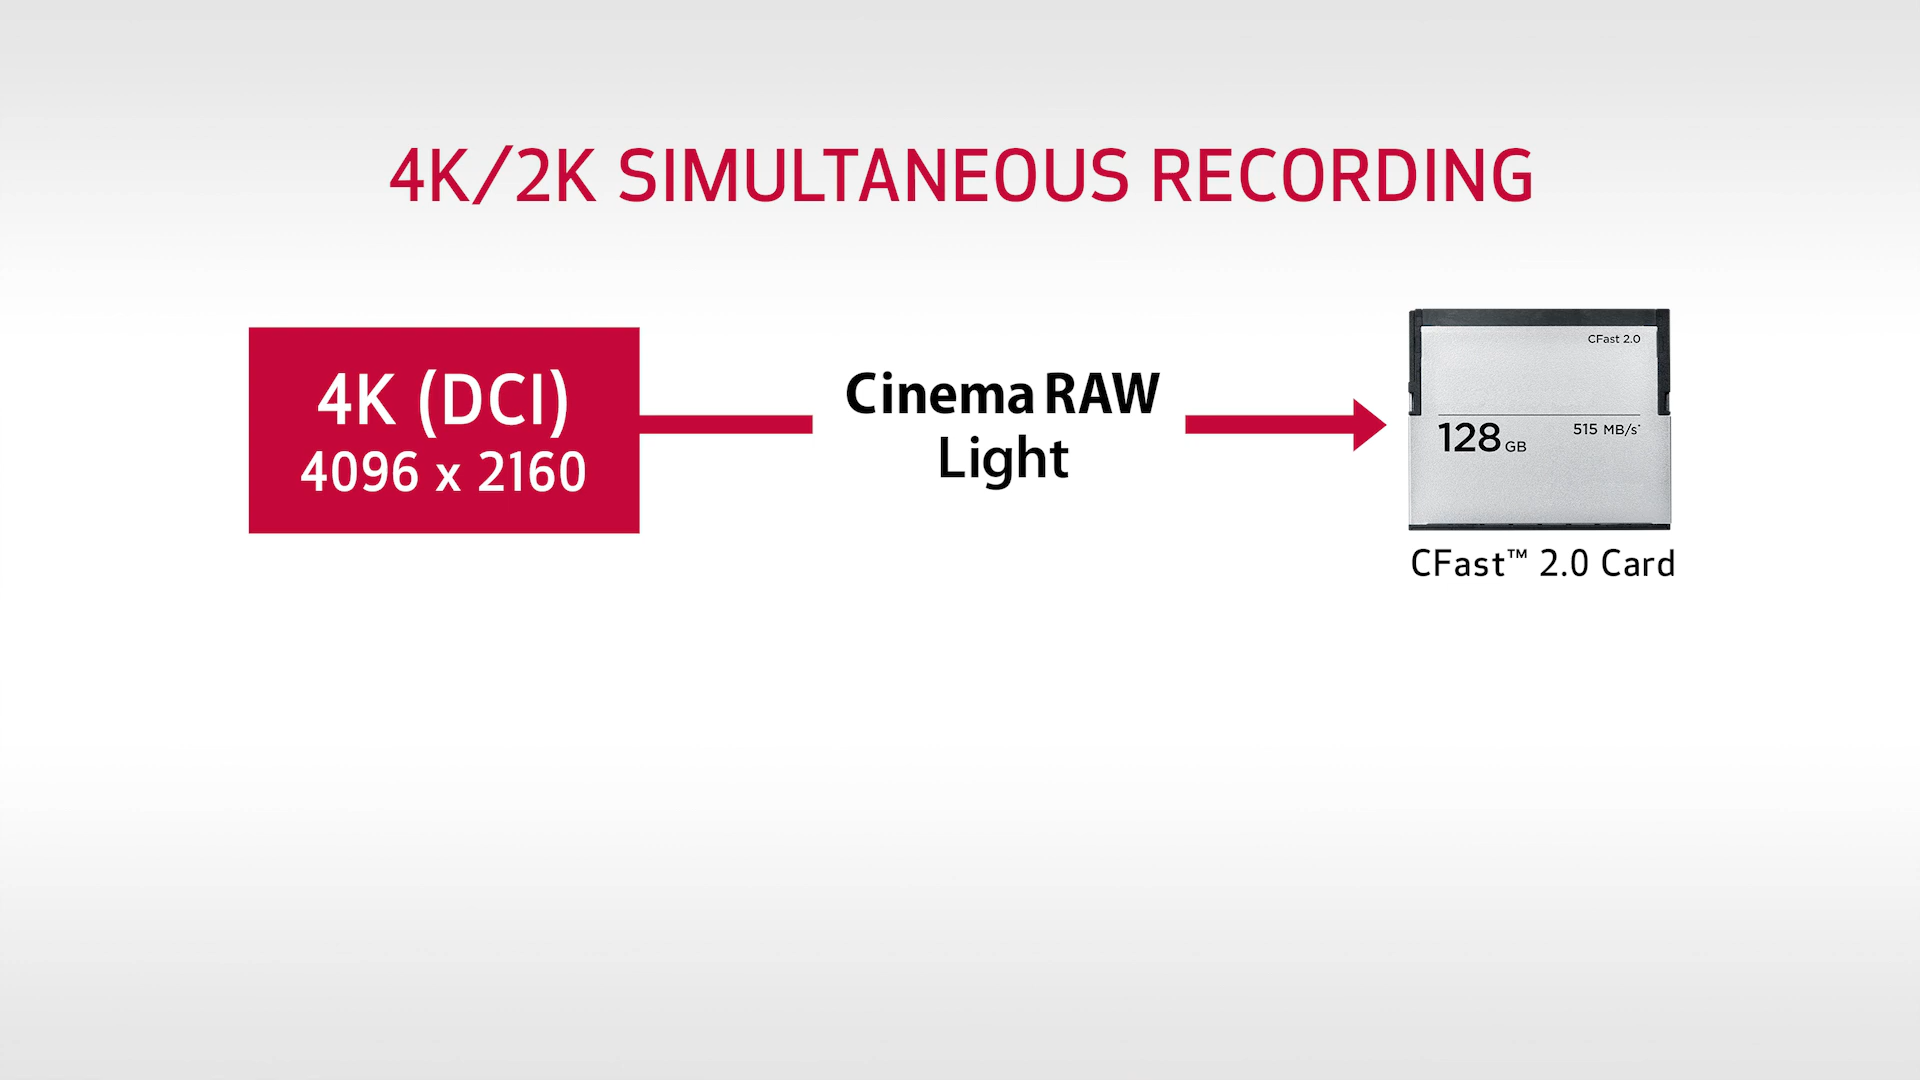 4K/2K SIMULTANEOUS RECORDING
4K (DCI)
4096 x 2160
Cinema RAW
Light
CFast 2.0
128 GB
515 MB/s*
CFast™ 2.0 Card